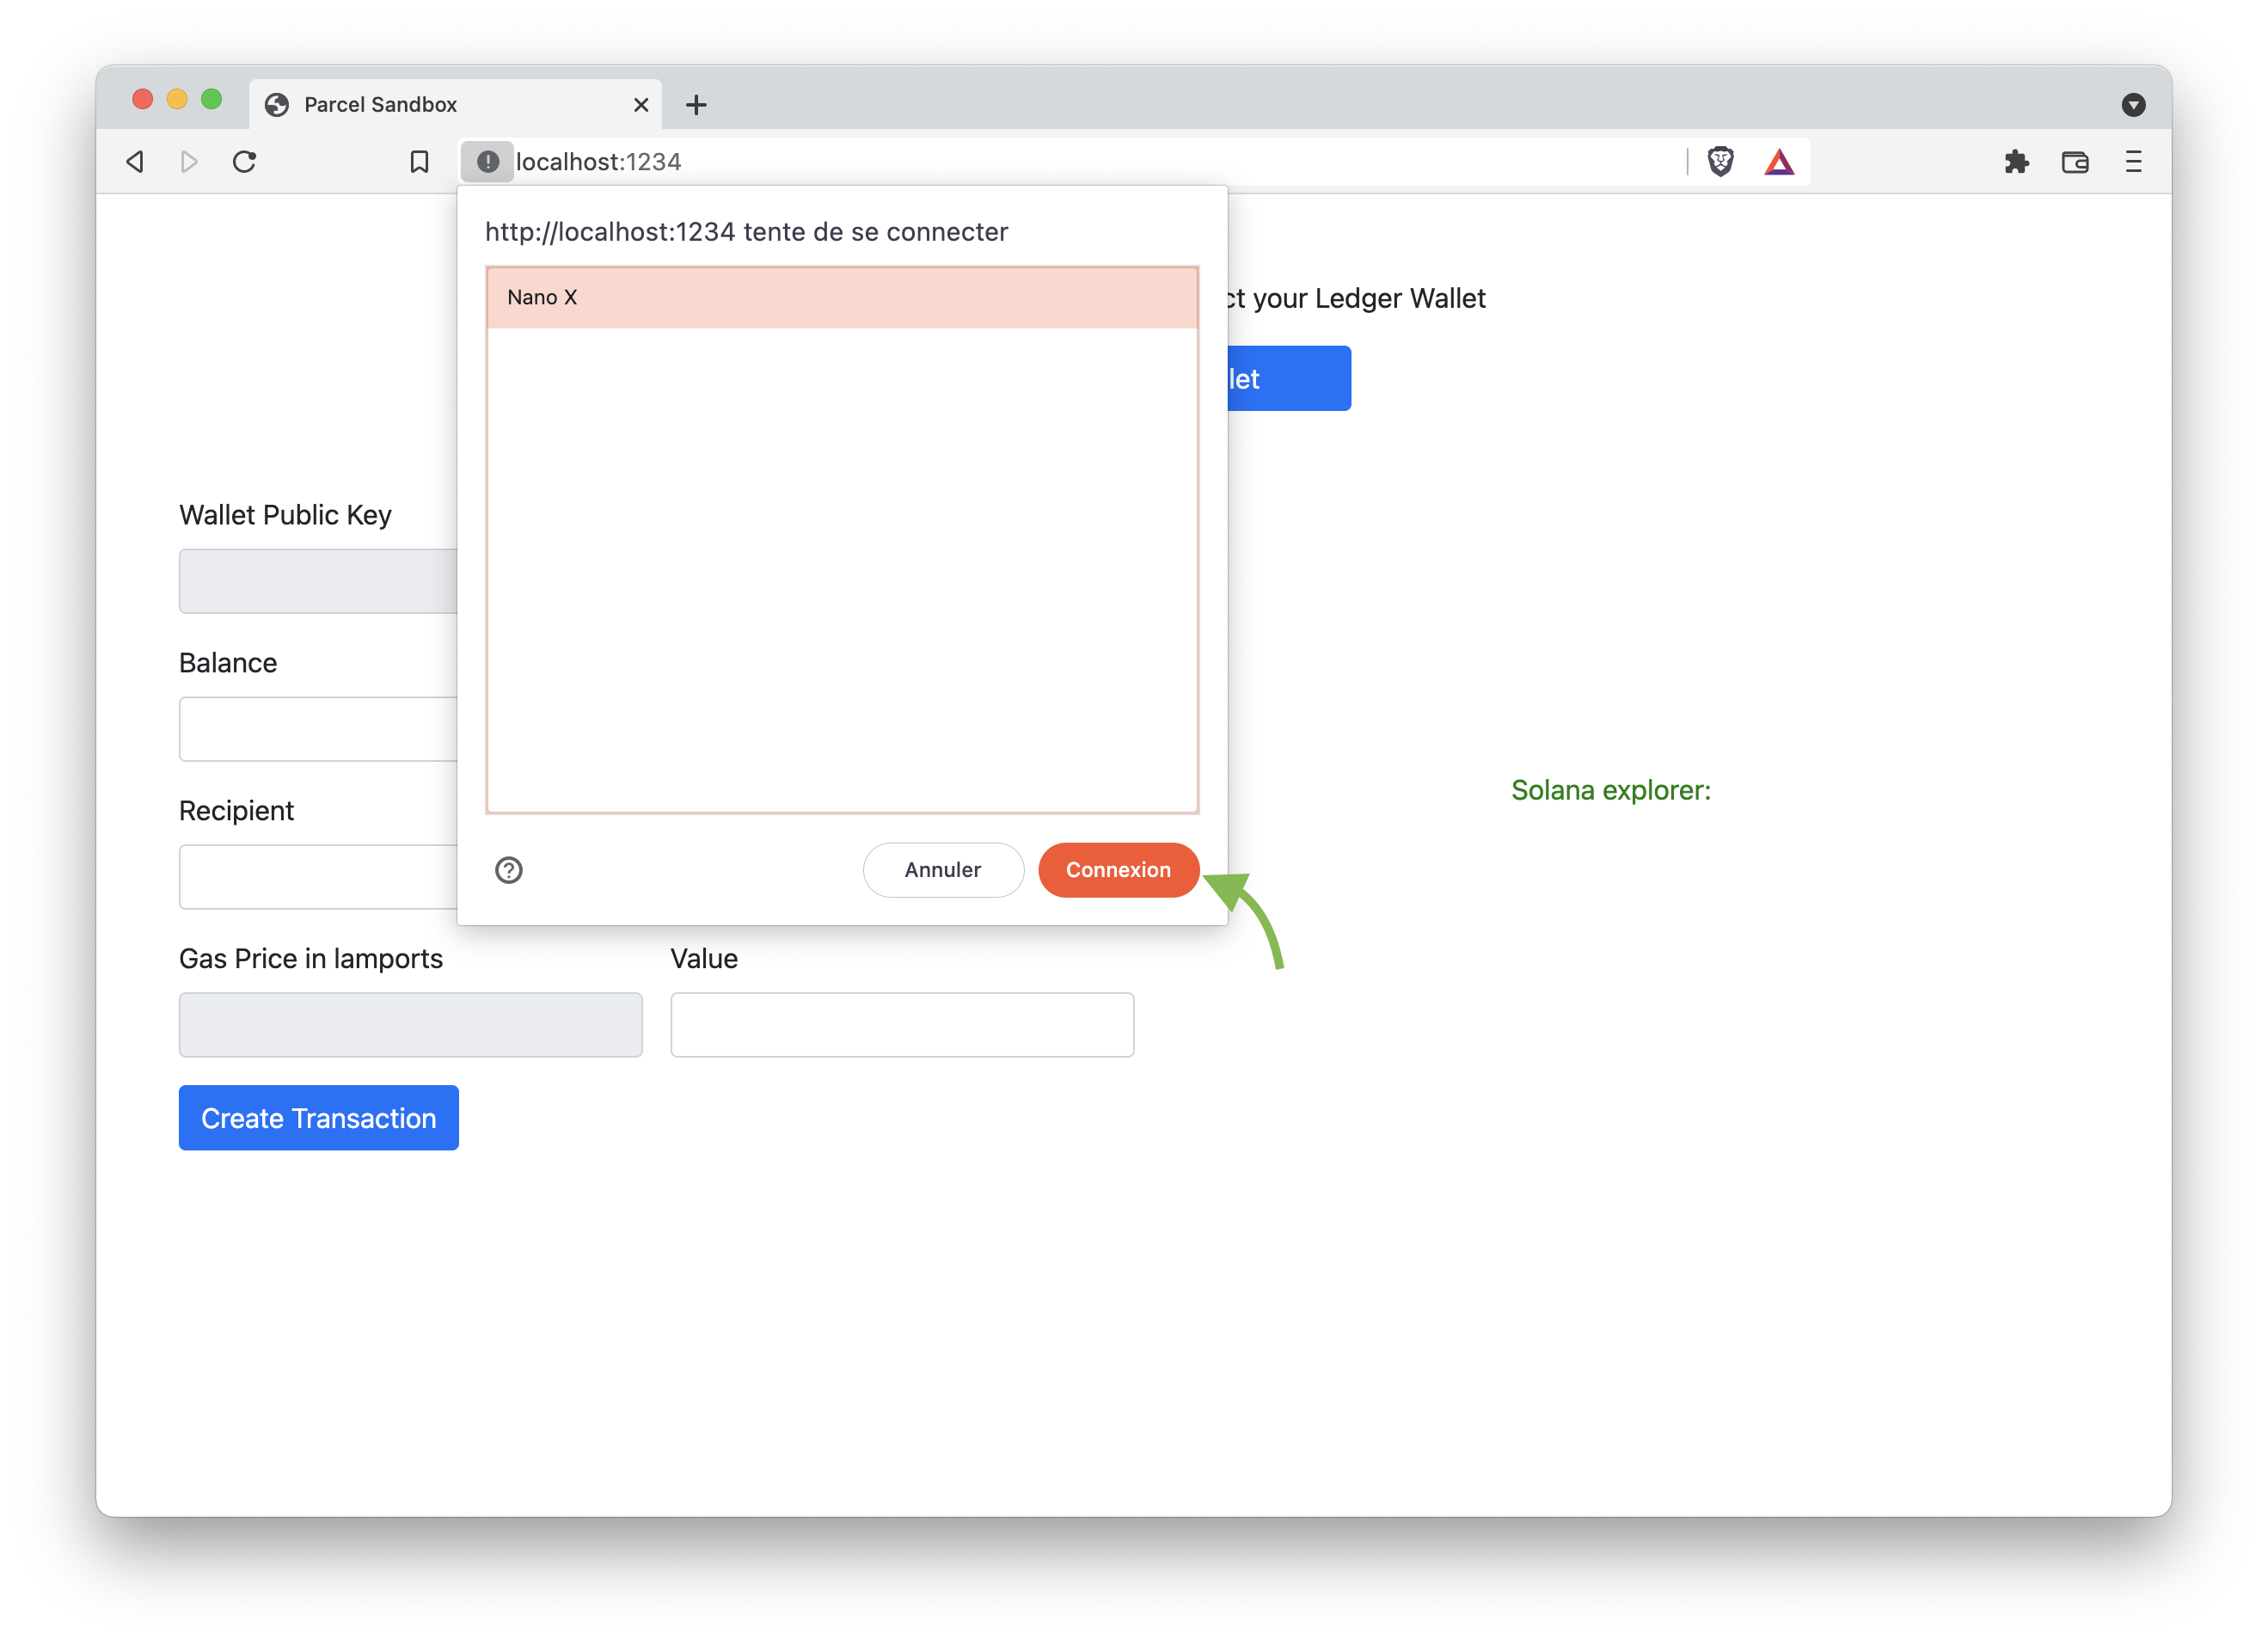 Parcel Sandbox
localhost:1234
http://localhost:1234 tente de se connecter
Nano X
ct your Ledger Wallet
let
Wallet Public Key
Balance
Solana explorer:
Recipient
Annuler
Connexion
Gas Price in lamports
Value
Create Transaction